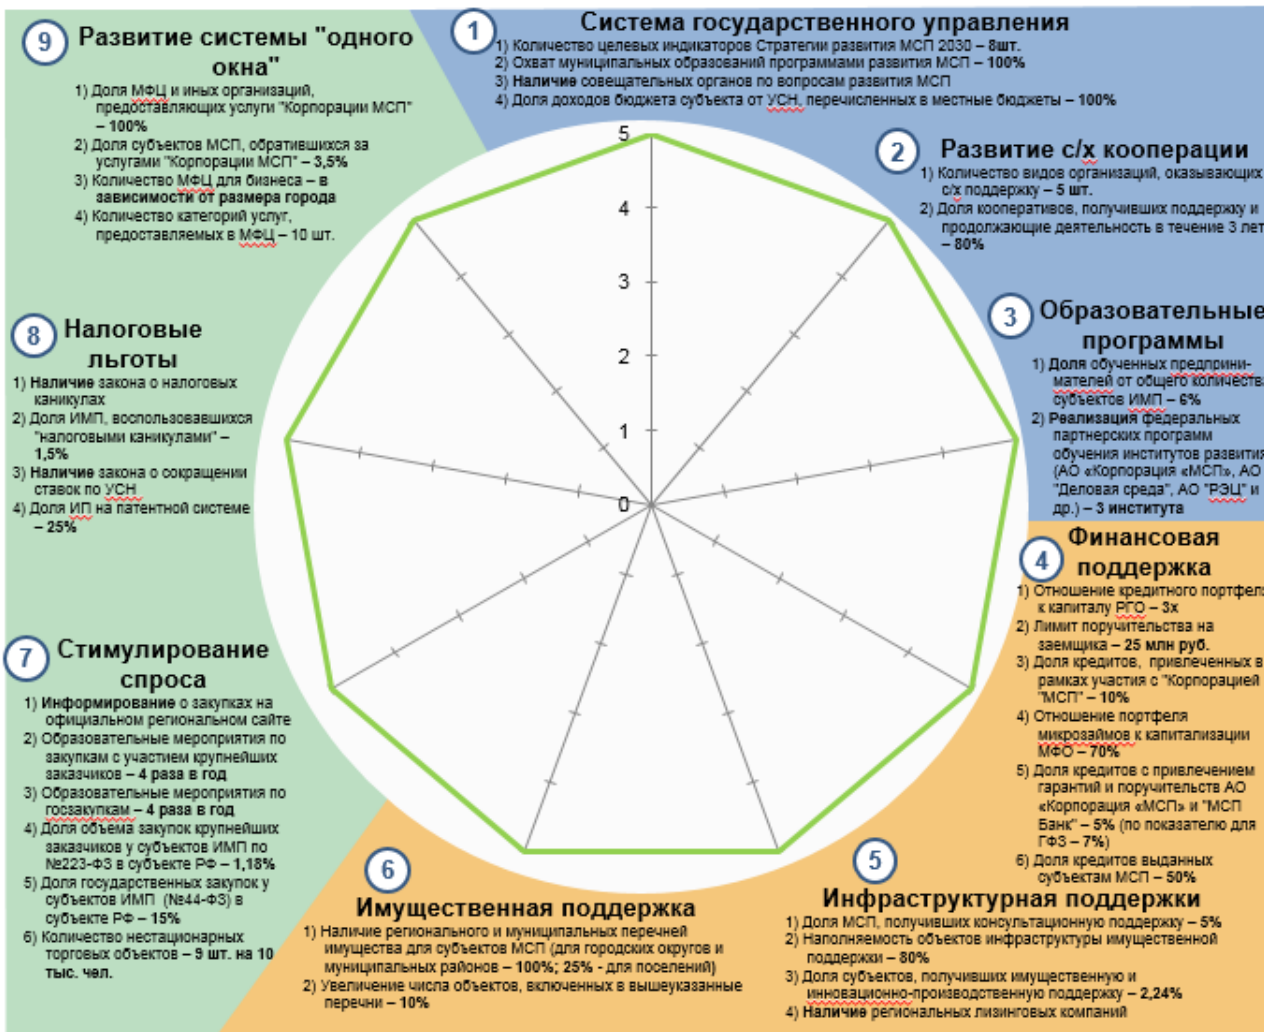 1
Система государственного управления
1) Количество целевых индикаторов Стратегии развития МСП 2030 – 8шт.
2) Охват муниципальных образований программами развития МСП – 100%
3) Наличие совещательных органов по вопросам развития МСП
4) Доля доходов бюджета субъекта от УСН, перечисленных в местные бюджеты – 100%
2
Развитие с/х кооперации
1) Количество видов организаций, оказывающих
с/х поддержку – 5 шт.
2) Доля кооперативов, получивших поддержку и
продолжающие деятельность в течение 3 лет
– 80%
3
Образовательные
программы
1) Доля обученных предприни-
мателей от общего количества
субъектов ИМП – 6%
2) Реализация федеральных
партнерских программ
обучения институтов развития
(АО «Корпорация «МСП», АО
"Деловая среда", АО "РЭЦ" и
др.) – 3 института
4
Финансовая
поддержка
1) Отношение кредитного портфеля
к капиталу РГО – 3х
2) Лимит поручительства на
заемщика – 25 млн руб.
3) Доля кредитов, привлеченных в
рамках участия с "Корпорацией
"МСП" – 10%
4) Отношение портфеля
микрозаймов к капитализации
МФО – 70%
5) Доля кредитов с привлечением
гарантий и поручительств АО
«Корпорация «МСП» и "МСП
Банк" – 5% (по показателю для
ГФЗ – 7%)
6) Доля кредитов выданных
субъектам МСП – 50%
5
Инфраструктурная поддержки
1) Доля МСП, получивших консультационную поддержку – 5%
2) Наполняемость объектов инфраструктуры имущественной
поддержки – 80%
3) Доля субъектов, получивших имущественную и
инновационно-производственную поддержку – 2,24%
4) Наличие региональных лизинговых компаний
6
Имущественная поддержка
1) Наличие регионального и муниципальных перечней
имущества для субъектов МСП (для городских округов и
муниципальных районов – 100%; 25% - для поселений)
2) Увеличение числа объектов, включенных в вышеуказанные
перечни – 10%
7
Стимулирование
спроса
1) Информирование о закупках на
официальном региональном сайте
2) Образовательные мероприятия по
закупкам с участием крупнейших
заказчиков – 4 раза в год
3) Образовательные мероприятия по
госзакупкам – 4 раза в год
4) Доля объема закупок крупнейших
заказчиков у субъектов ИМП по
№223-ФЗ в субъекте РФ – 1,18%
5) Доля государственных закупок у
субъектов ИМП (№44-ФЗ) в
субъекте РФ – 15%
6) Количество нестационарных
торговых объектов – 9 шт. на 10
тыс. чел.
8
Налоговые
льготы
1) Наличие закона о налоговых
каникулах
2) Доля ИМП, воспользовавшихся
"налоговыми каникулами" –
1,5%
3) Наличие закона о сокращении
ставок по УСН
4) Доля ИП на патентной системе
– 25%
9
Развитие системы "одного
окна"
1) Доля МФЦ и иных организаций,
предоставляющих услуги "Корпорации МСП"
– 100%
2) Доля субъектов МСП, обратившихся за
услугами "Корпорации МСП" – 3,5%
3) Количество МФЦ для бизнеса – в
зависимости от размера города
4) Количество категорий услуг,
предоставляемых в МФЦ – 10 шт.
5
4
3
2
1
0